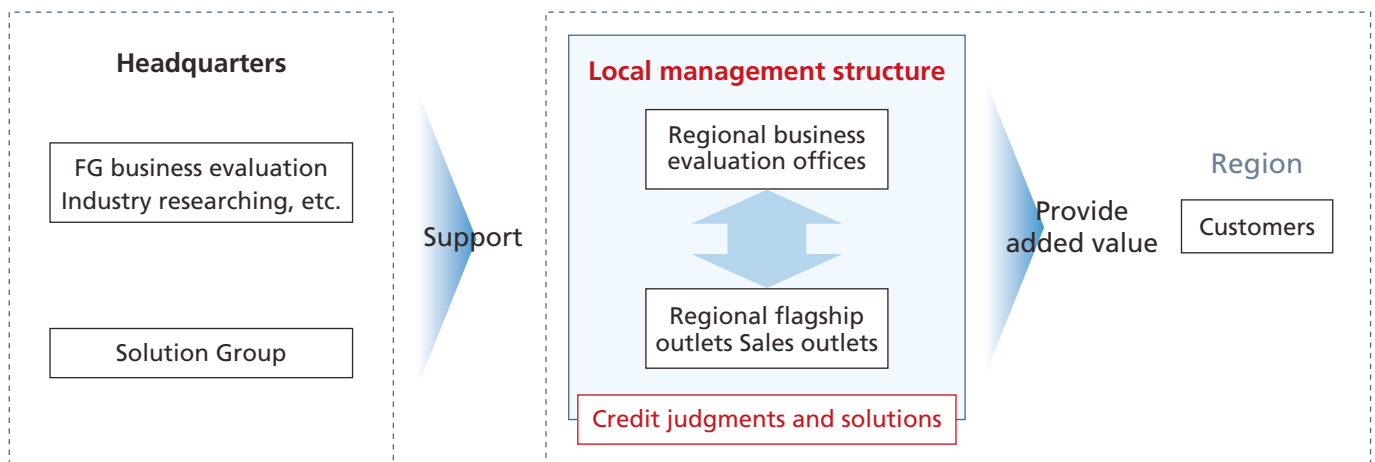 Headquarters
FG business evaluation
Industry researching, etc.
Solution Group
Support
Local management structure
Regional business
evaluation offices
Regional flagship
outlets Sales outlets
Credit judgments and solutions
Provide
added value
Region
Customers